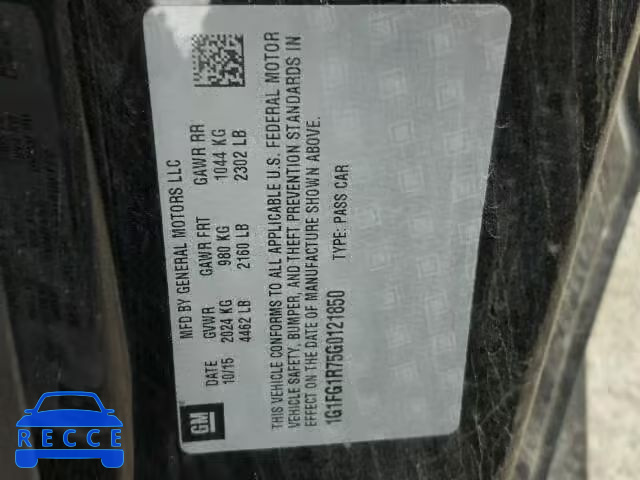 MFD BY GENERAL MOTORS LLC
DATE GVWR GAWR FRT GAWR RR
10/15 2024 KG 980 KG 1044 KG
4462 LB 2160 LB 2302 LB
THIS VEHICLE CONFORMS TO ALL APPLICABLE U.S. FEDERAL MOTOR
VEHICLE SAFETY, BUMPER, AND THEFT PREVENTION STANDARDS IN
EFFECT ON THE DATE OF MANUFACTURE SHOWN ABOVE.
1G1FG1R75G0121850 TYPE: PASS CAR
GM
RECCE